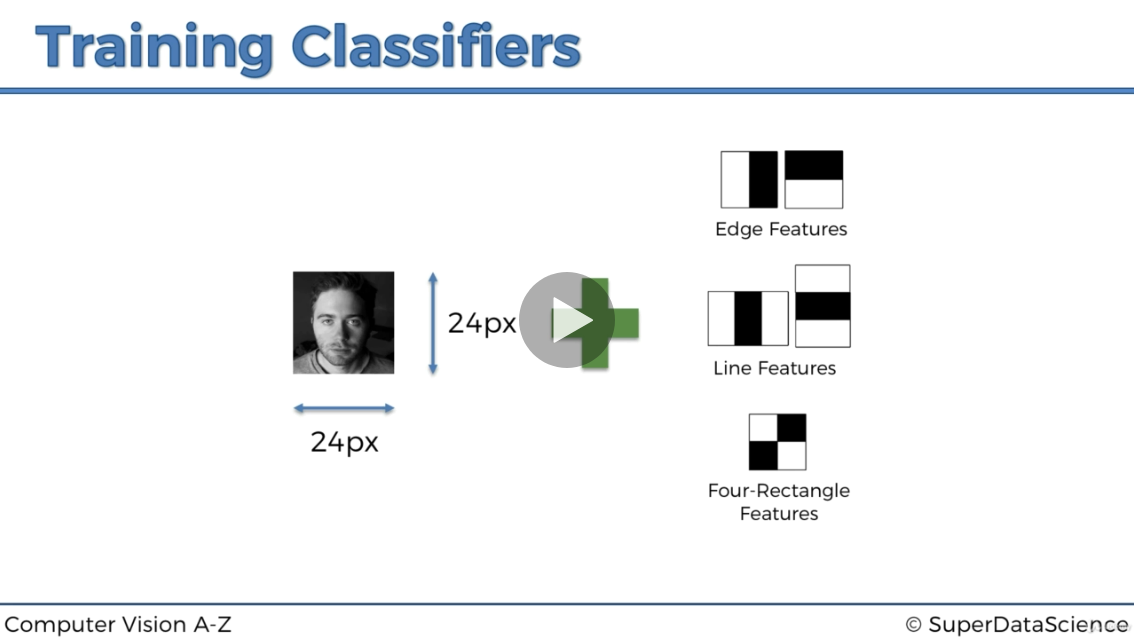 Training Classifiers
Edge Features
24px
Line Features
24px
Four-Rectangle
Features
Computer Vision A-Z
© SuperDataScience